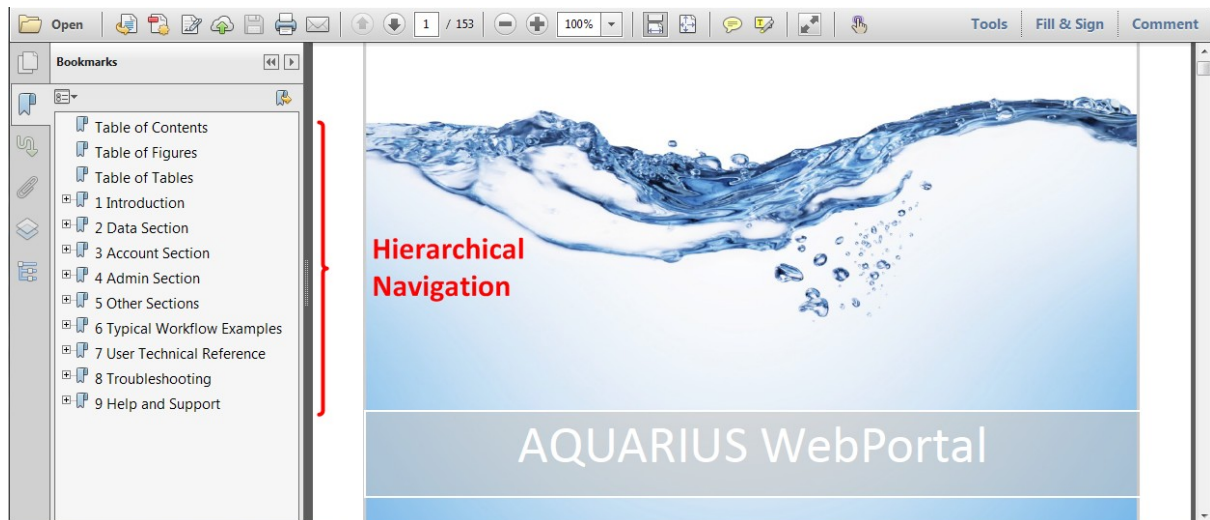 Open
1 / 153
100%
Tools
Fill & Sign
Comment
Bookmarks
Table of Contents
Table of Figures
Table of Tables
1 Introduction
2 Data Section
3 Account Section
4 Admin Section
5 Other Sections
6 Typical Workflow Examples
7 User Technical Reference
8 Troubleshooting
9 Help and Support
Hierarchical
Navigation
AQUARIUS WebPortal